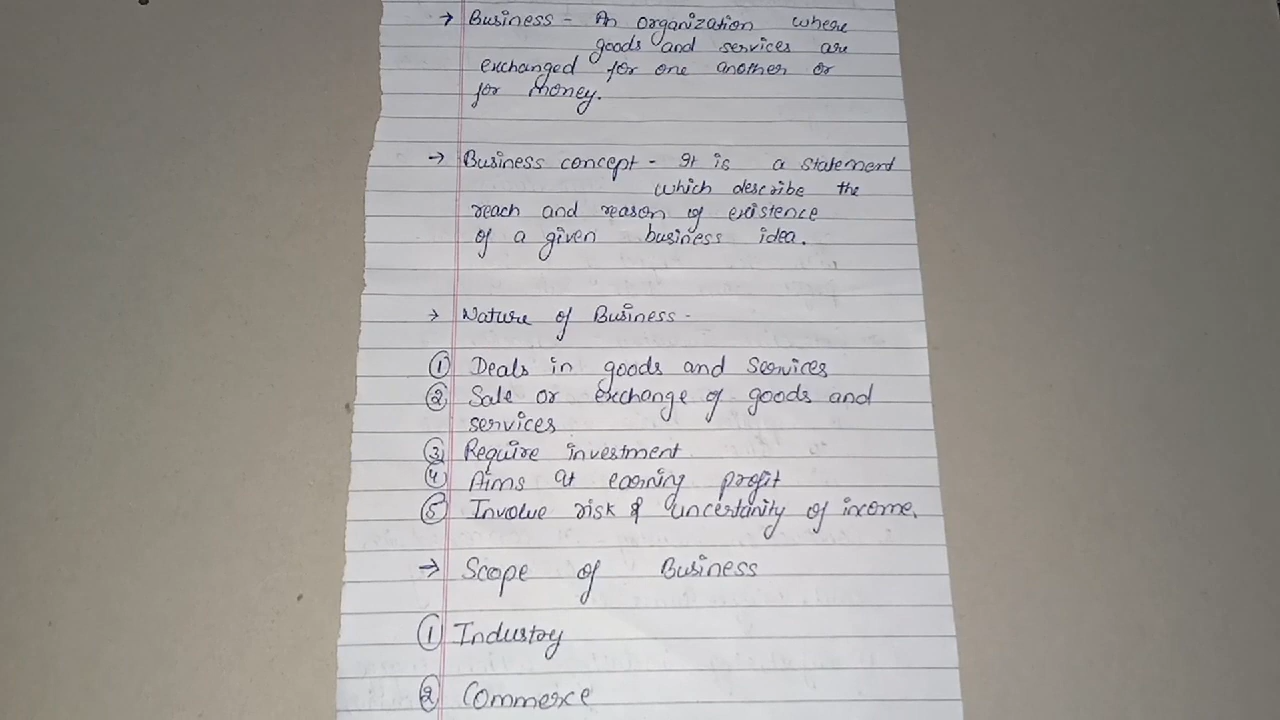 → Business - An organization where
goods and services are
exchanged for one another or
for money.
→ Business concept - It is a statement
which describe the
reach and reason of existence
of a given business idea.
→ Nature of Business -
① Deals in goods and services
② Sale or exchange of goods and
services
③ Require investment
④ Aims at earning profit
⑤ Involve risk & uncertanity of income.
→ Scope of Business
① Industry
② Commerce